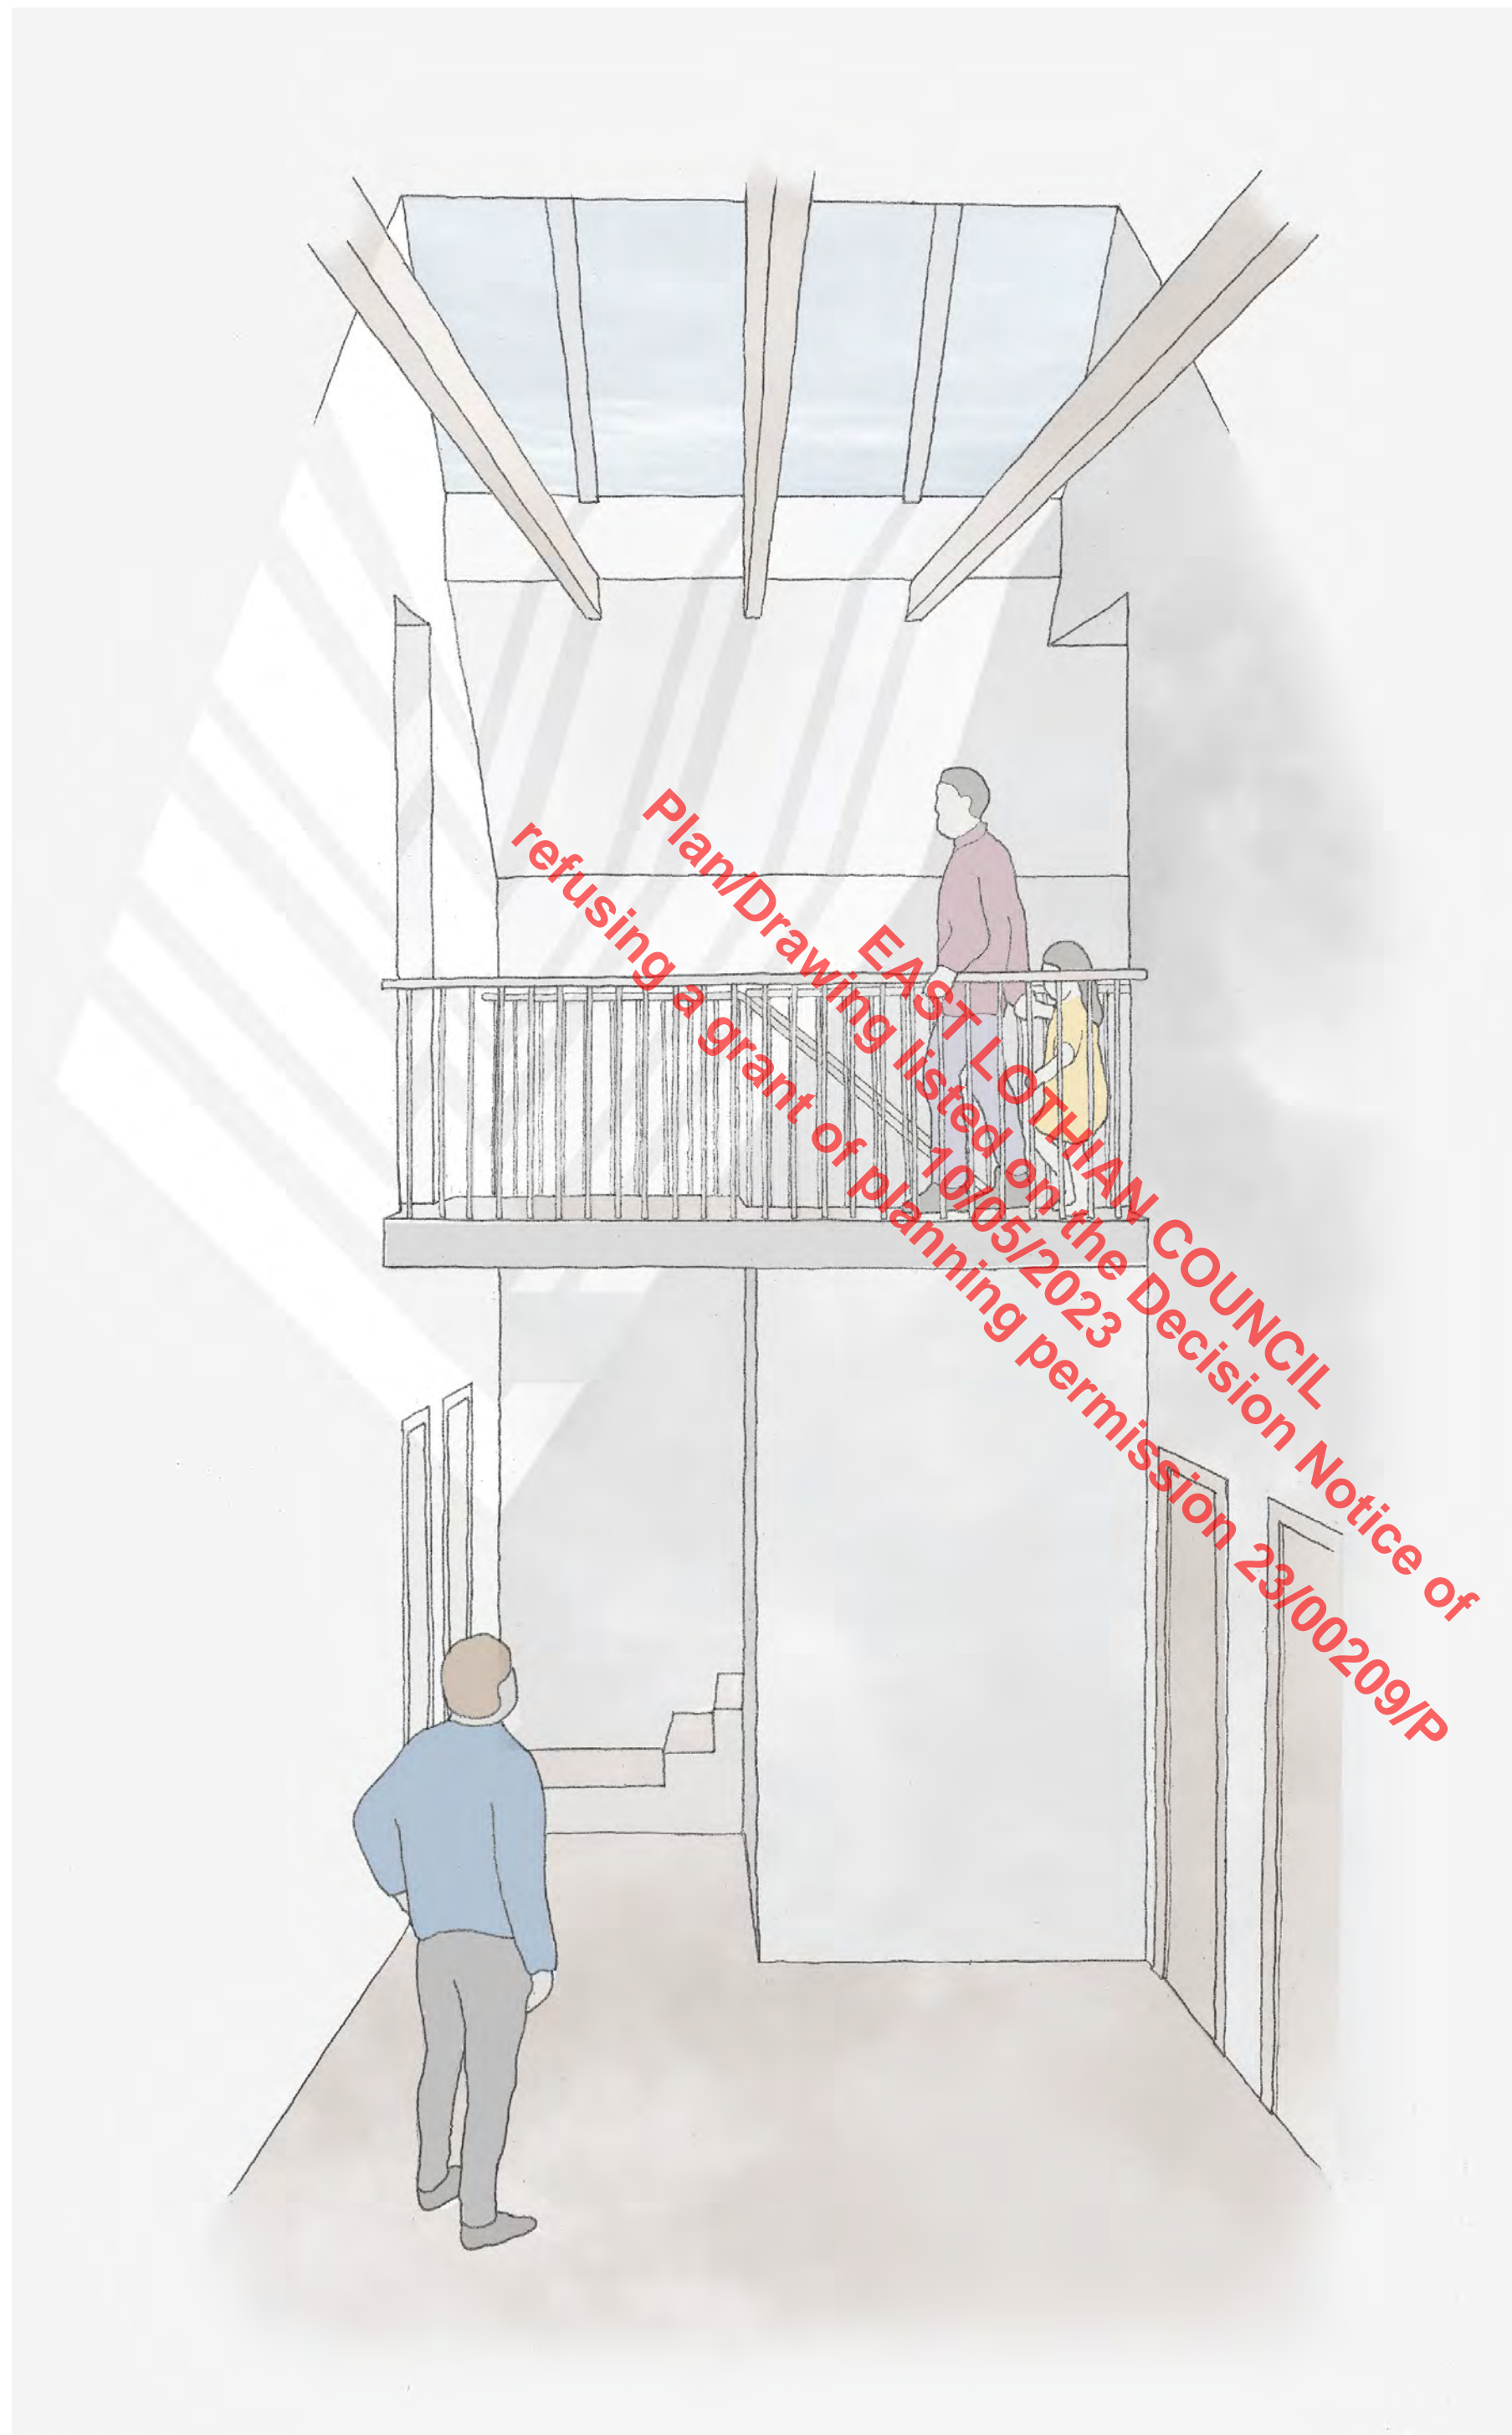 EAST LOTHIAN COUNCIL
Plan/Drawing listed on the Decision Notice of
10/05/2023
refusing a grant of planning permission 23/00209/P